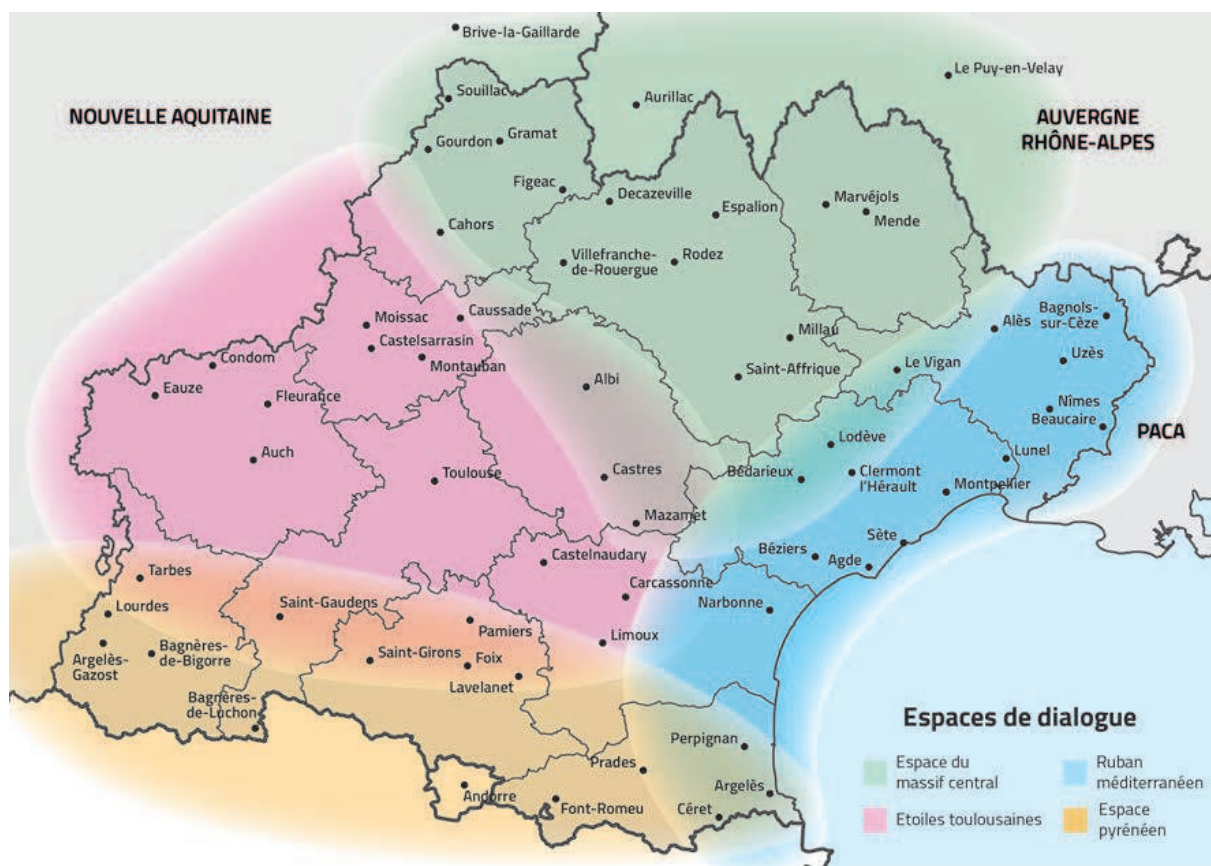 Brive-la-Gaillarde
Le Puy-en-Velay
Souillac
Aurillac
NOUVELLE AQUITAINE
AUVERGNE
RHÔNE-ALPES
Gourdon
Gramat
Figeac
Decazeville
Espalion
Marvéjols
Mende
Cahors
Villefranche-
de-Rouergue
Rodez
Moissac
Caussade
Castelsarrasin
Montauban
Millau
Alès
Bagnols-
sur-Cèze
Condom
Eauze
Fleurance
Albi
Saint-Affrique
Le Vigan
Uzès
Nîmes
Beaucaire
PACA
Auch
Toulouse
Castres
Lodève
Bédarieux
Clermont
l'Hérault
Lunel
Montpellier
Mazamet
Sète
Castelnaudary
Béziers
Agde
Tarbes
Carcassonne
Narbonne
Lourdes
Saint-Gaudens
Pamiers
Limoux
Argelès-
Gazost
Bagnères-
de-Bigorre
Saint-Girons
Foix
Lavelanet
Bagnères-
de-Luchon
Perpignan
Prades
Andorre
Font-Romeu
Argelès
Céret
Espaces de dialogue
Espace du
massif central
Ruban
méditerranéen
Etoiles toulousaines
Espace
pyrénéen